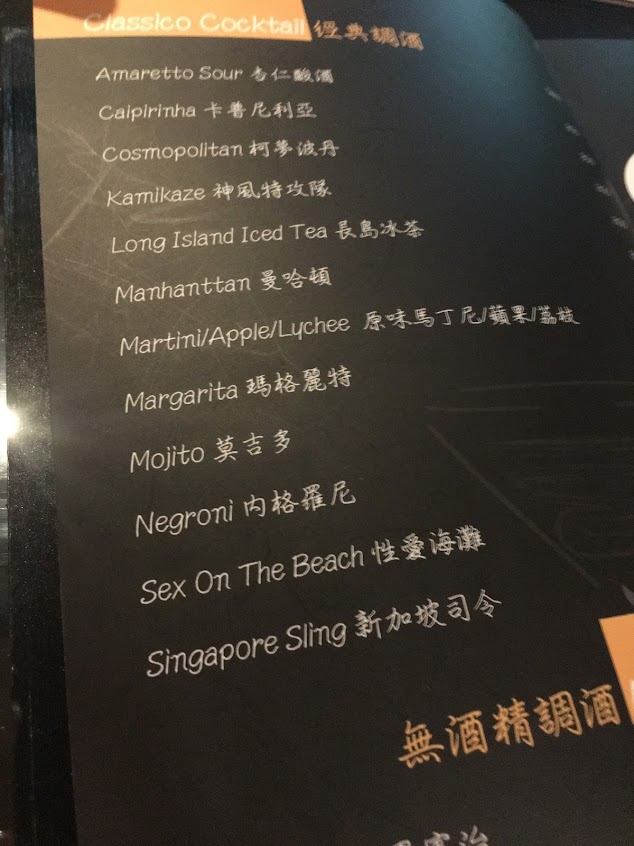 Classico Cocktail 經典調酒
Amaretto Sour 杏仁酸酒
Caipirinha 卡普尼利亞
Cosmopolitan 柯夢波丹
Kamikaze 神風特攻隊
Long Island Iced Tea 長島冰茶
Manhanttan 曼哈頓
Martini/Apple/Lychee 原味馬丁尼/蘋果/荔枝
Margarita 瑪格麗特
Mojito 莫吉多
Negroni 內格羅尼
Sex On The Beach 性愛海灘
Singapore Sling 新加坡司令
無酒精調酒